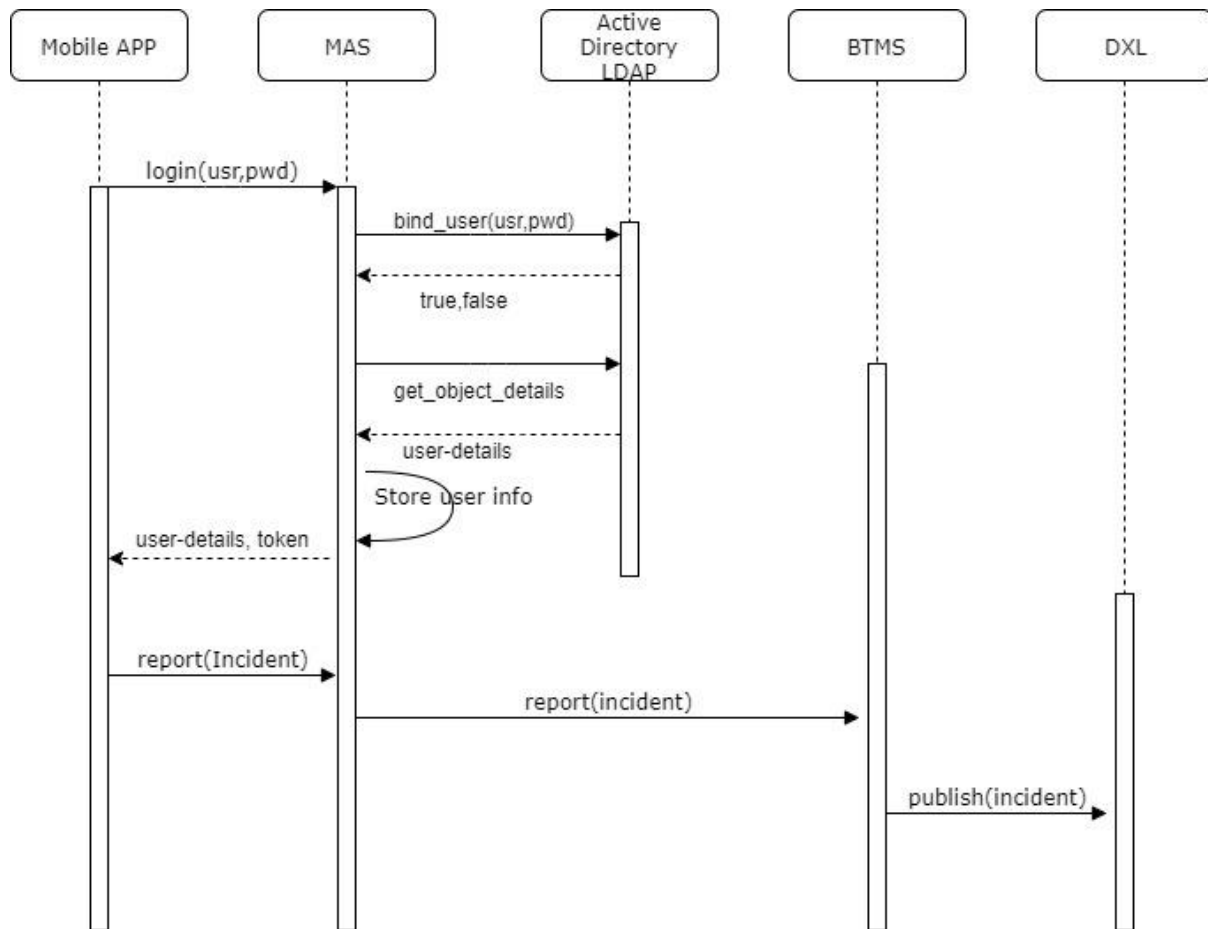 Mobile APP
MAS
Active
Directory
LDAP
BTMS
DXL
login(usr,pwd)
bind_user(usr,pwd)
true,false
get_object_details
user-details
Store user info
user-details, token
report(Incident)
report(incident)
publish(incident)